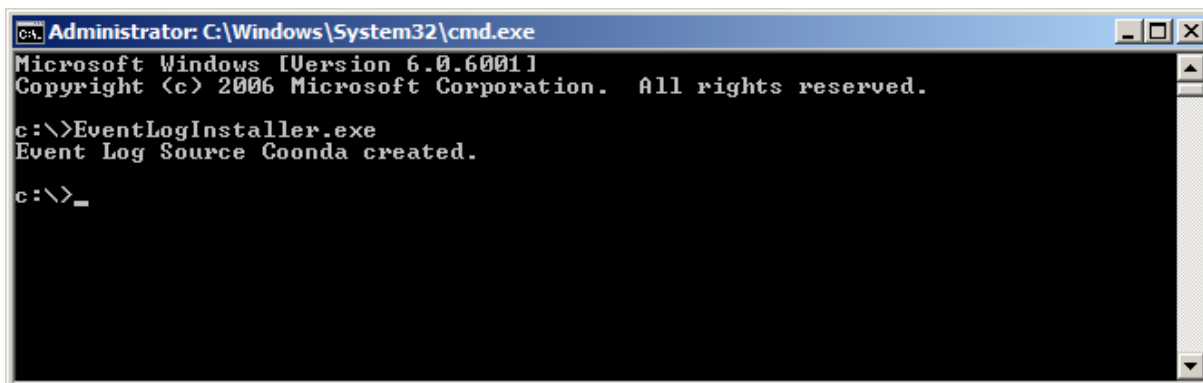 Administrator: C:\Windows\System32\cmd.exe
Microsoft Windows [Version 6.0.6001]
Copyright (c) 2006 Microsoft Corporation.  All rights reserved.
c:\>EventLogInstaller.exe
Event Log Source Coonda created.
c:\>_